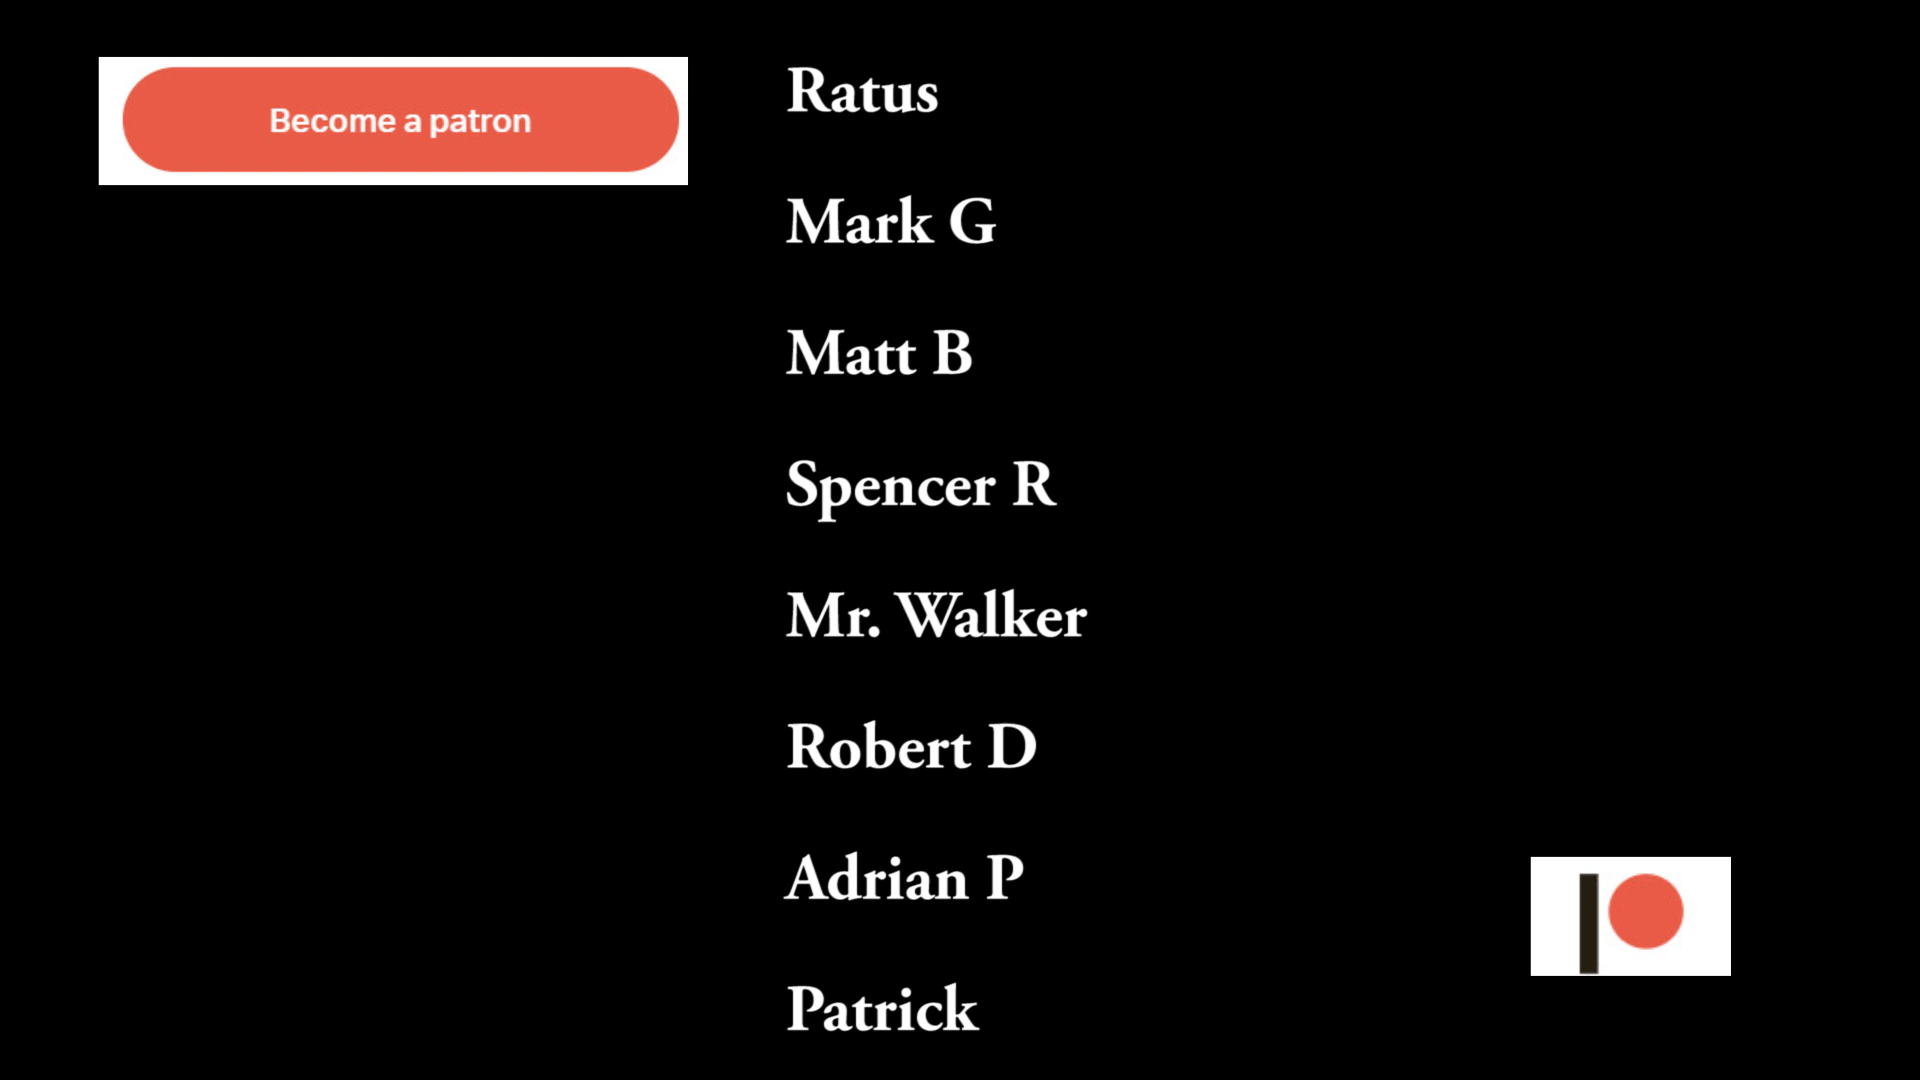 Become a patron
Ratus
Mark G
Matt B
Spencer R
Mr. Walker
Robert D
Adrian P
Patrick